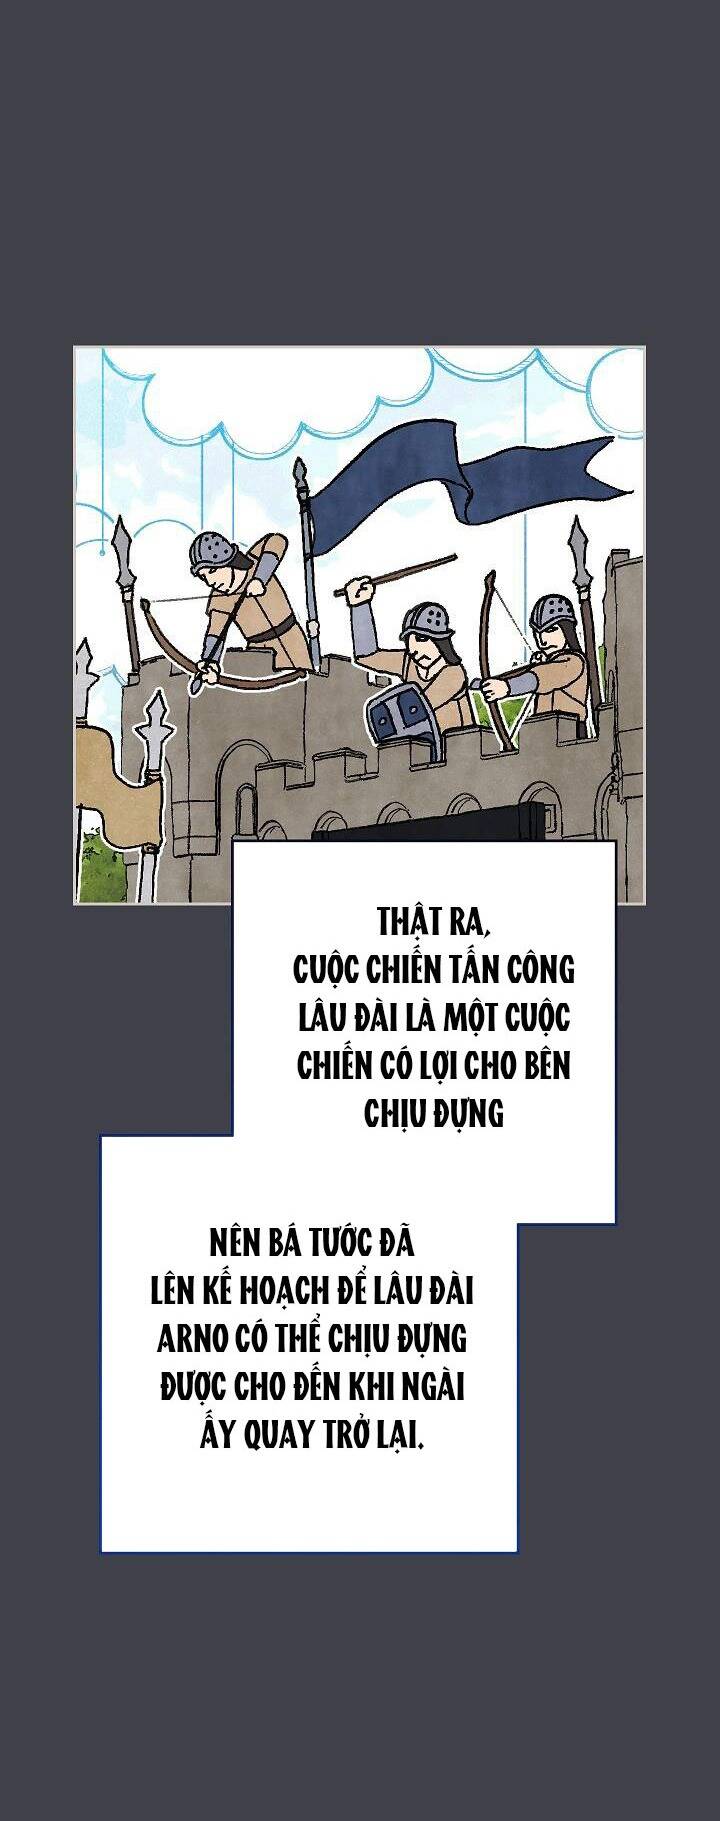 THẬT RA,
CUỘC CHIẾN TẤN CÔNG
LÂU ĐÀI LÀ MỘT CUỘC
CHIẾN CÓ LỢI CHO BÊN
CHỊU ĐỰNG
NÊN BÁ TƯỚC ĐÃ
LÊN KẾ HOẠCH ĐỂ LÂU ĐÀI
ARNO CÓ THỂ CHỊU ĐỰNG
ĐƯỢC CHO ĐẾN KHI NGÀI
ẤY QUAY TRỞ LẠI.